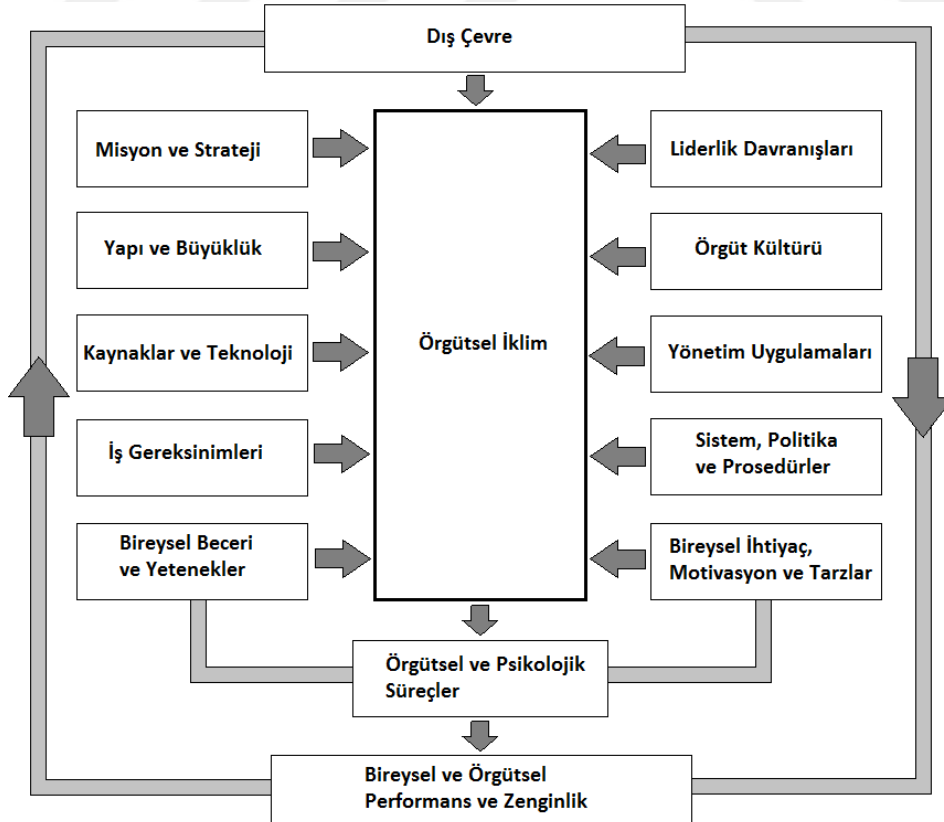 Dış Çevre
Misyon ve Strateji
Liderlik Davranışları
Yapı ve Büyüklük
Örgüt Kültürü
Kaynaklar ve Teknoloji
Örgütsel İklim
Yönetim Uygulamaları
İş Gereksinimleri
Sistem, Politika
ve Prosedürler
Bireysel Beceri
ve Yetenekler
Bireysel İhtiyaç,
Motivasyon ve Tarzlar
Örgütsel ve Psikolojik
Süreçler
Bireysel ve Örgütsel
Performans ve Zenginlik